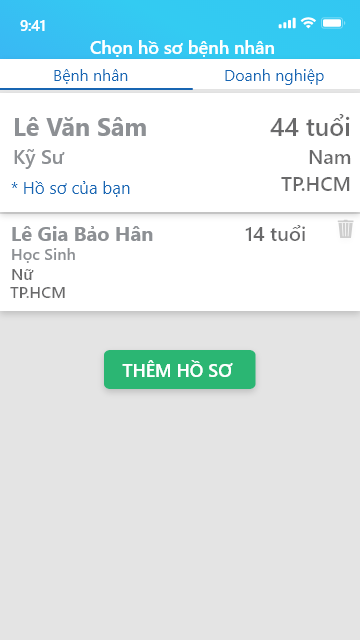 9:41
Chọn hồ sơ bệnh nhân
Bệnh nhân Doanh nghiệp
Lê Văn Sâm 44 tuổi
Kỹ Sư Nam
* Hồ sơ của bạn TP.HCM
Lê Gia Bảo Hân 14 tuổi
Học Sinh
Nữ
TP.HCM
THÊM HỒ SƠ